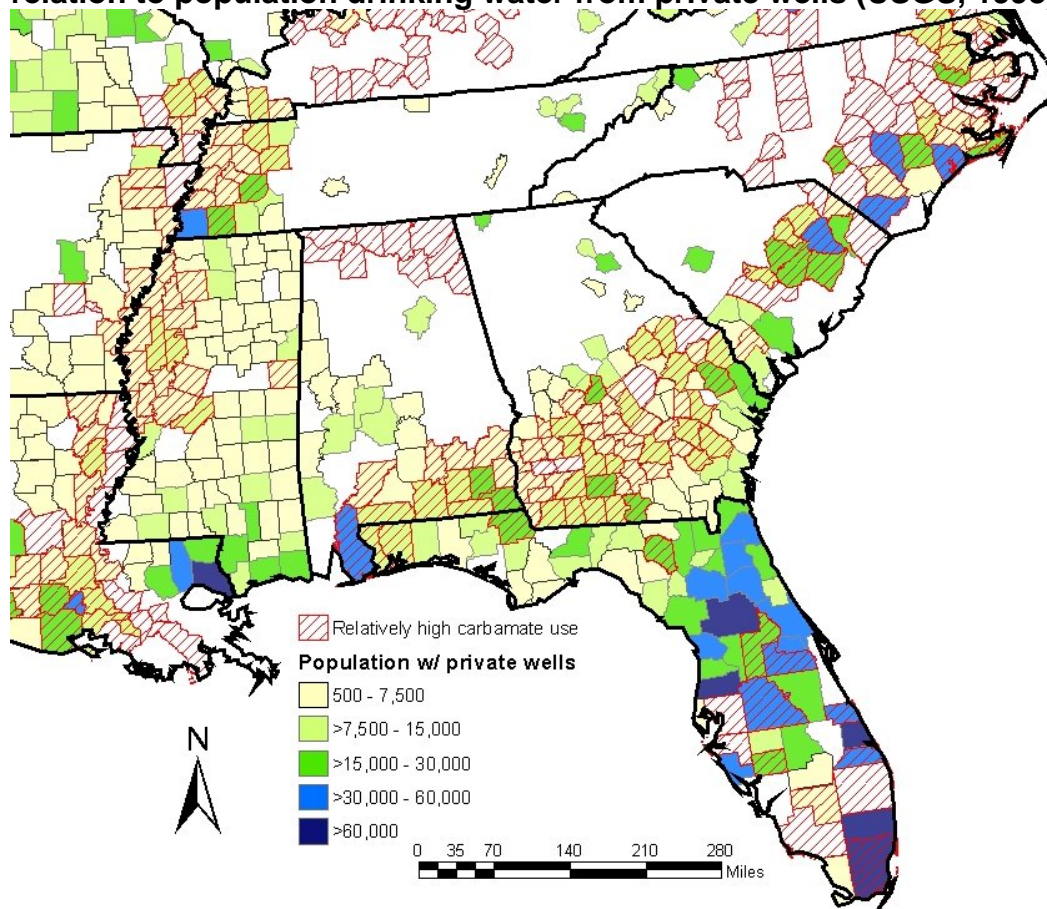 relation to population drinking water from private wells (USGS, 1995
Relatively high carbamate use
Population w/ private wells
500 - 7,500
>7,500 - 15,000
>15,000 - 30,000
>30,000 - 60,000
>60,000
N
0 35 70 140 210 280
Miles